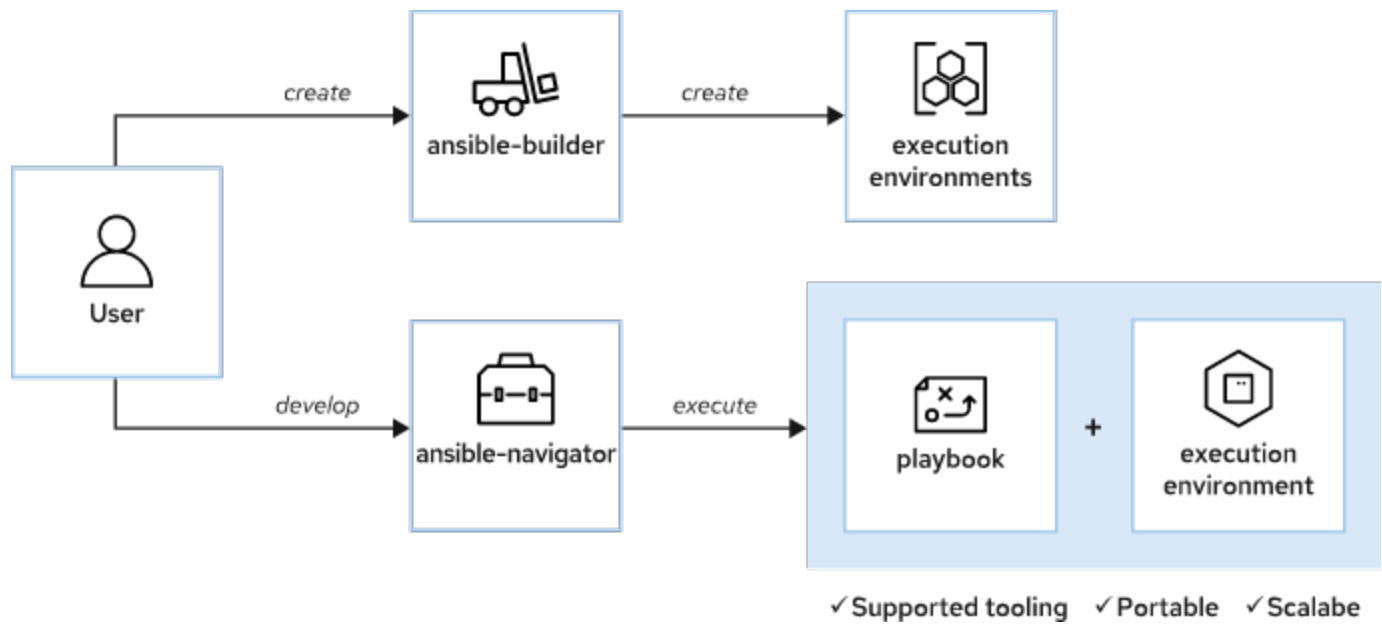 create
create
ansible-builder
execution
environments
User
develop
execute
ansible-navigator
playbook
+
execution
environment
✓Supported tooling ✓Portable ✓Scalabe